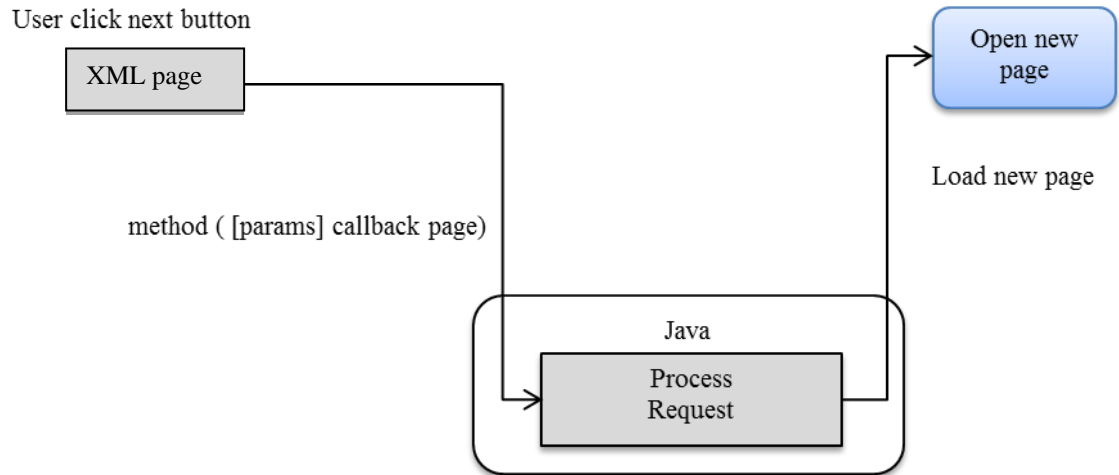 User click next button
XML page
Open new
page
Load new page
method ( [params] callback page)
Java
Process
Request